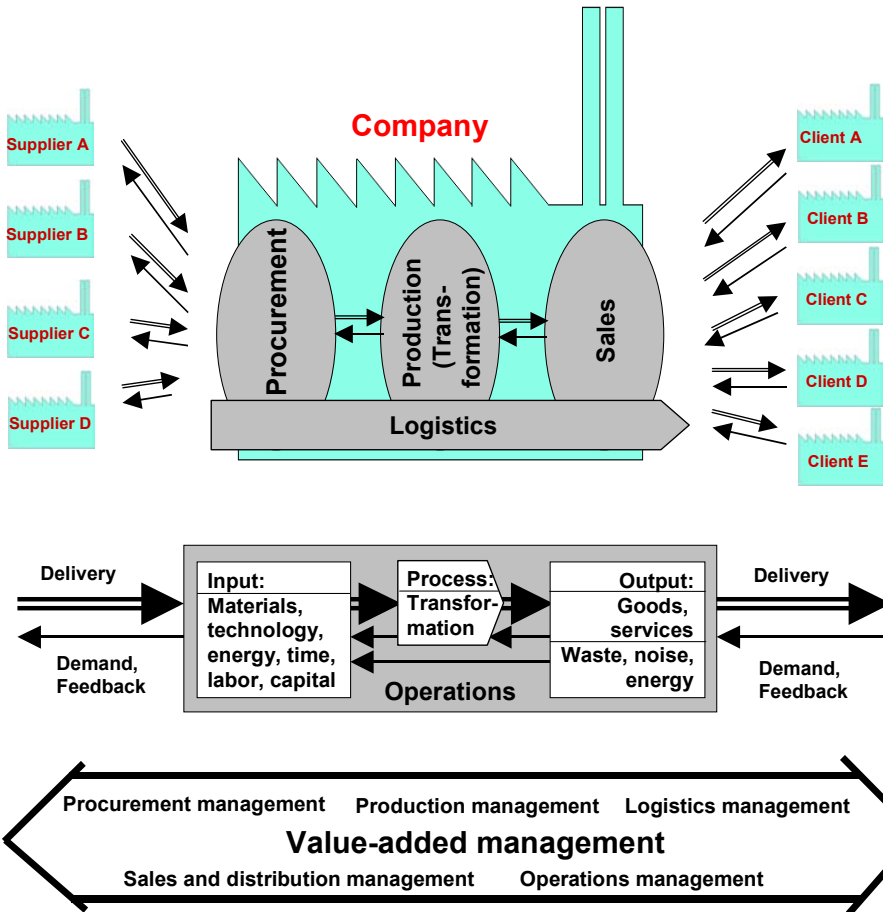 Company
Supplier A
Supplier B
Supplier C
Supplier D
Procurement
Production
(Trans-
formation)
Sales
Logistics
Client A
Client B
Client C
Client D
Client E
Delivery
Demand,
Feedback
Input:
Materials,
technology,
energy, time,
labor, capital
Process:
Transfor-
mation
Output:
Goods,
services
Waste, noise,
energy
Operations
Delivery
Demand,
Feedback
Procurement management Production management Logistics management
Value-added management
Sales and distribution management Operations management